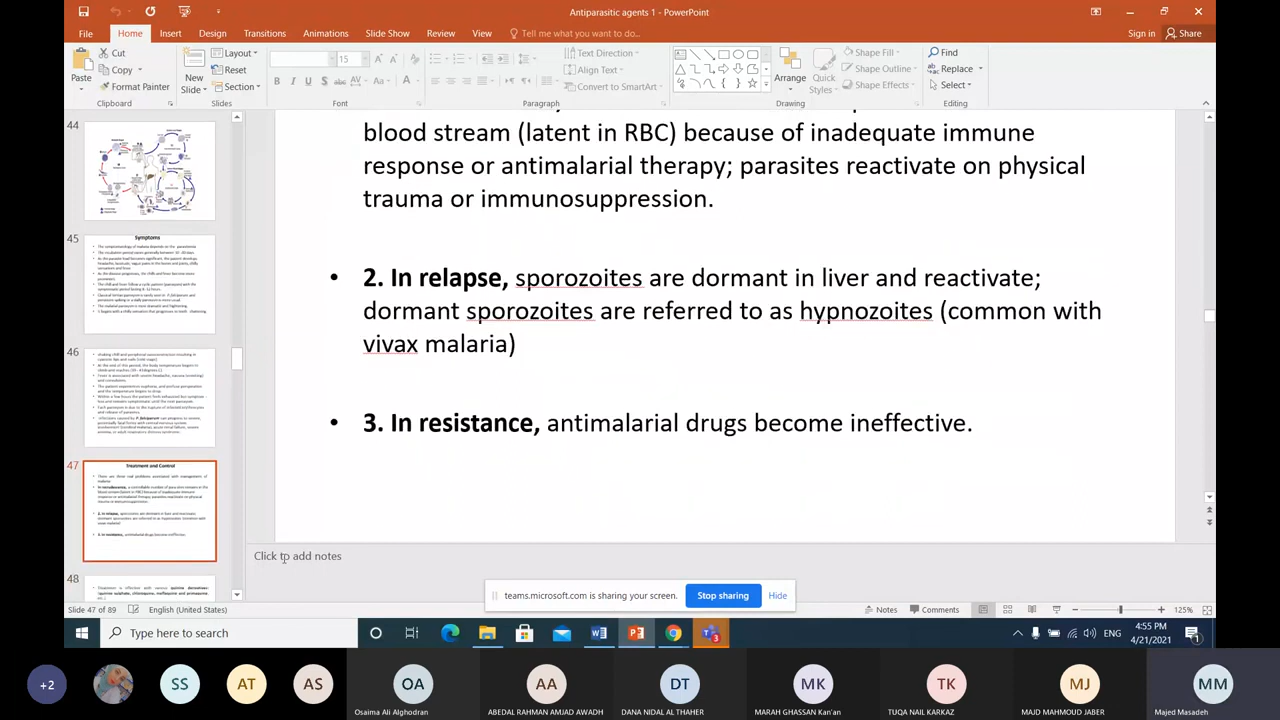 Antiparasitic agents 1 - PowerPoint
File Home Insert Design Transitions Animations Slide Show Review View Tell me what you want to do... Sign in Share
Paste
Cut
Copy
Format Painter
Clipboard
New Slide
Layout
Reset
Section
Slides
15
Font
Text Direction
Align Text
Convert to SmartArt
Paragraph
Arrange
Quick Styles
Shape Fill
Shape Outline
Shape Effects
Drawing
Find
Replace
Select
Editing
44
45
Symptoms
46
47
Treatment and Control
48
blood stream (latent in RBC) because of inadequate immune
response or antimalarial therapy; parasites reactivate on physical
trauma or immunosuppression.
• 2. In relapse, sporozoites are dormant in liver and reactivate;
dormant sporozoites are referred to as hypnozoites (common with
vivax malaria)
• 3. In resistance, antimalarial drugs become ineffective.
Click to add notes
teams.microsoft.com is sharing your screen. Stop sharing Hide
Slide 47 of 89 English (United States) Notes Comments 125%
Type here to search
3
ENG
4:55 PM
4/21/2021
1
+2 SS AT AS OA AA DT MK TK MJ MM
Osaima Ali Alghodran ABEDAL RAHMAN AMJAD AWADH DANA NIDAL AL THAHER MARAH GHASSAN Kan'an TUQA NAIL KARKAZ MAJD MAHMOUD JABER Majed Masadeh